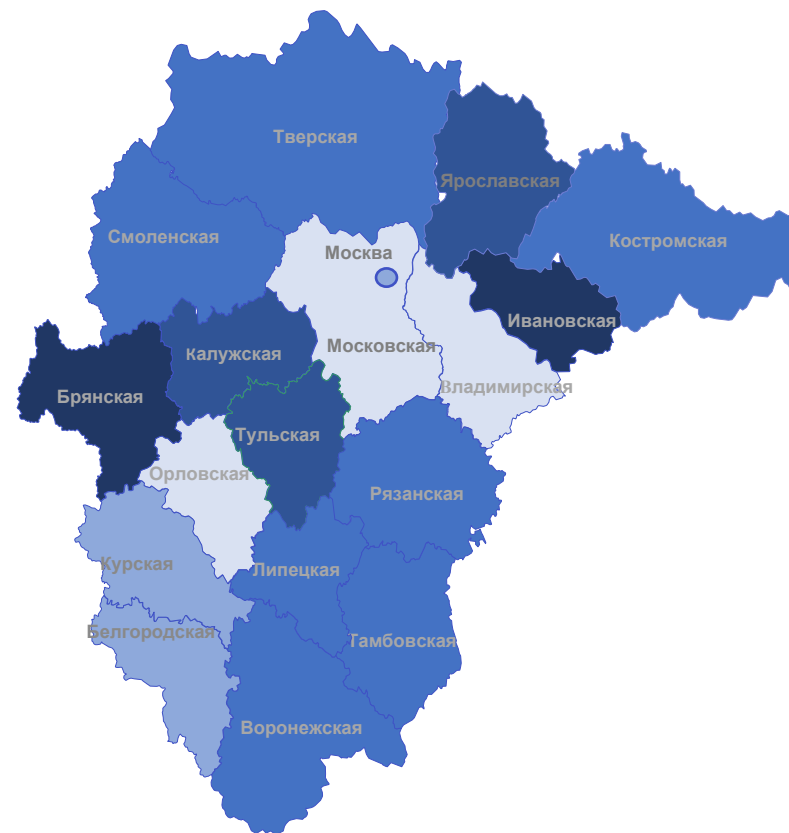 Тверская
Ярославская
Смоленская
Костромская
Москва
Ивановская
Московская
Калужская
Владимирская
Брянская
Тульская
Орловская
Рязанская
Курская
Липецкая
Белгородская
Тамбовская
Воронежская